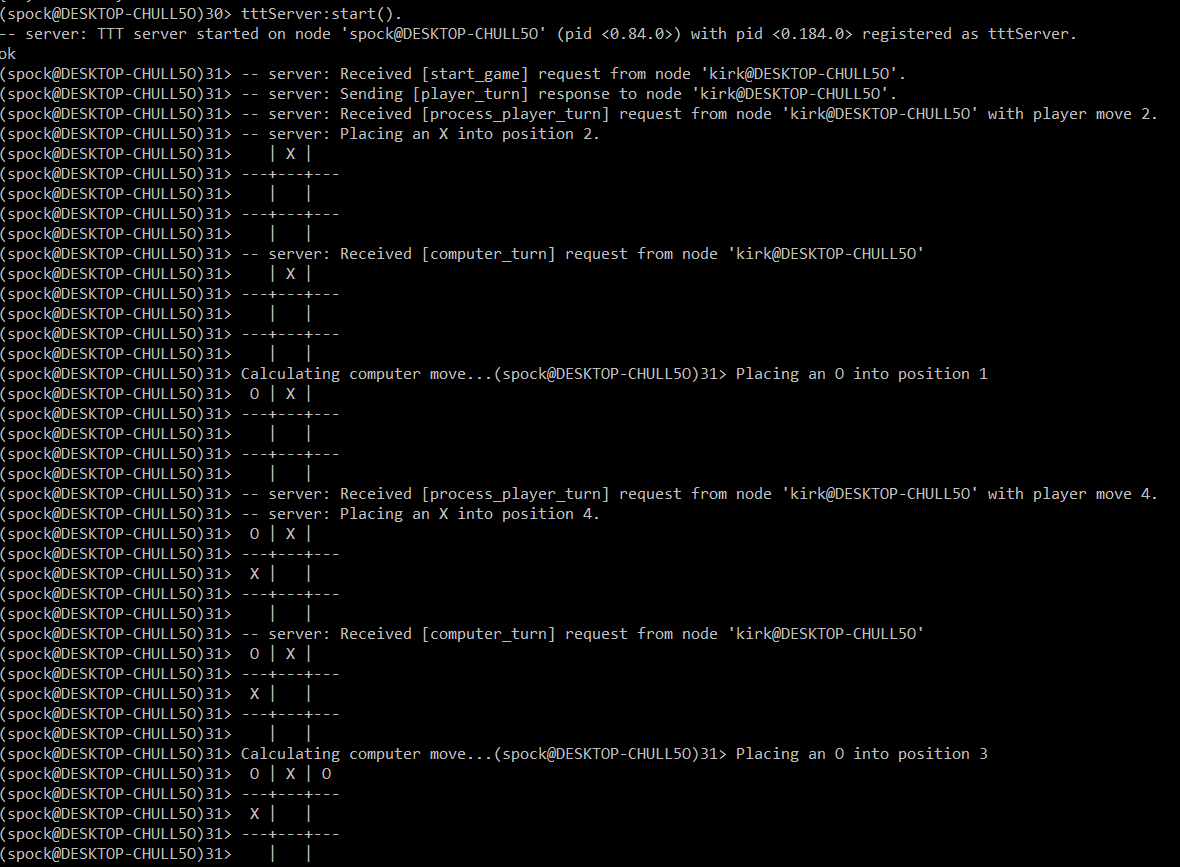 (spock@DESKTOP-CHULL5O)30> tttServer:start().
-- server: TTT server started on node 'spock@DESKTOP-CHULL5O' (pid <0.84.0>) with pid <0.184.0> registered as tttServer.
ok
(spock@DESKTOP-CHULL5O)31> -- server: Received [start_game] request from node 'kirk@DESKTOP-CHULL5O'.
(spock@DESKTOP-CHULL5O)31> -- server: Sending [player_turn] response to node 'kirk@DESKTOP-CHULL5O'.
(spock@DESKTOP-CHULL5O)31> -- server: Received [process_player_turn] request from node 'kirk@DESKTOP-CHULL5O' with player move 2.
(spock@DESKTOP-CHULL5O)31> -- server: Placing an X into position 2.
(spock@DESKTOP-CHULL5O)31>    | X |
(spock@DESKTOP-CHULL5O)31> ---+---+---
(spock@DESKTOP-CHULL5O)31>    |   |
(spock@DESKTOP-CHULL5O)31> ---+---+---
(spock@DESKTOP-CHULL5O)31>    |   |
(spock@DESKTOP-CHULL5O)31> -- server: Received [computer_turn] request from node 'kirk@DESKTOP-CHULL5O'
(spock@DESKTOP-CHULL5O)31>    | X |
(spock@DESKTOP-CHULL5O)31> ---+---+---
(spock@DESKTOP-CHULL5O)31>    |   |
(spock@DESKTOP-CHULL5O)31> ---+---+---
(spock@DESKTOP-CHULL5O)31>    |   |
(spock@DESKTOP-CHULL5O)31> Calculating computer move...(spock@DESKTOP-CHULL5O)31> Placing an O into position 1
(spock@DESKTOP-CHULL5O)31>  O | X |
(spock@DESKTOP-CHULL5O)31> ---+---+---
(spock@DESKTOP-CHULL5O)31>    |   |
(spock@DESKTOP-CHULL5O)31> ---+---+---
(spock@DESKTOP-CHULL5O)31>    |   |
(spock@DESKTOP-CHULL5O)31> -- server: Received [process_player_turn] request from node 'kirk@DESKTOP-CHULL5O' with player move 4.
(spock@DESKTOP-CHULL5O)31> -- server: Placing an X into position 4.
(spock@DESKTOP-CHULL5O)31>  O | X |
(spock@DESKTOP-CHULL5O)31> ---+---+---
(spock@DESKTOP-CHULL5O)31>  X |   |
(spock@DESKTOP-CHULL5O)31> ---+---+---
(spock@DESKTOP-CHULL5O)31>    |   |
(spock@DESKTOP-CHULL5O)31> -- server: Received [computer_turn] request from node 'kirk@DESKTOP-CHULL5O'
(spock@DESKTOP-CHULL5O)31>  O | X |
(spock@DESKTOP-CHULL5O)31> ---+---+---
(spock@DESKTOP-CHULL5O)31>  X |   |
(spock@DESKTOP-CHULL5O)31> ---+---+---
(spock@DESKTOP-CHULL5O)31>    |   |
(spock@DESKTOP-CHULL5O)31> Calculating computer move...(spock@DESKTOP-CHULL5O)31> Placing an O into position 3
(spock@DESKTOP-CHULL5O)31>  O | X | O
(spock@DESKTOP-CHULL5O)31> ---+---+---
(spock@DESKTOP-CHULL5O)31>  X |   |
(spock@DESKTOP-CHULL5O)31> ---+---+---
(spock@DESKTOP-CHULL5O)31>    |   |